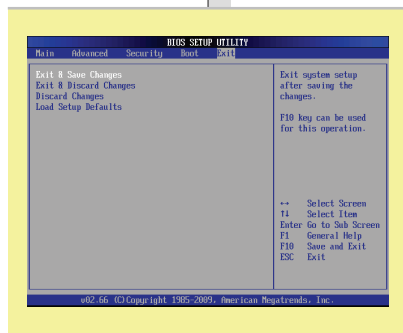 BIOS SETUP UTILITY
Main Advanced Security Boot Exit
Exit & Save Changes
Exit & Discard Changes
Discard Changes
Load Setup Defaults
Exit system setup
after saving the
changes.
F10 key can be used
for this operation.
↔ Select Screen
↑↓ Select Item
Enter Go to Sub Screen
F1 General Help
F10 Save and Exit
ESC Exit
v02.66 (C)Copyright 1985-2009, American Megatrends, Inc.